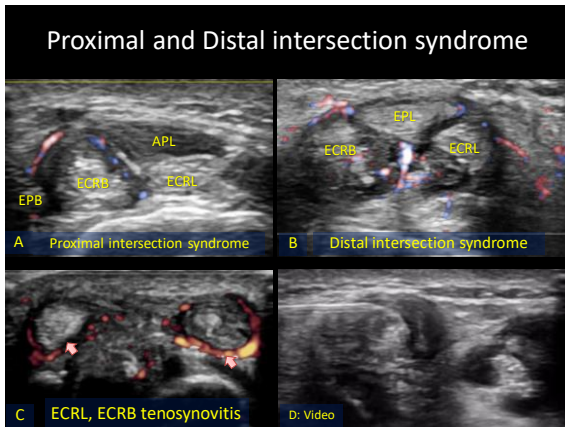 Proximal and Distal intersection syndrome
APL
ECRB
ECRL
EPB
A
Proximal intersection syndrome
EPL
ECRB
ECRL
B
Distal intersection syndrome
C
ECRL, ECRB tenosynovitis
D: Video